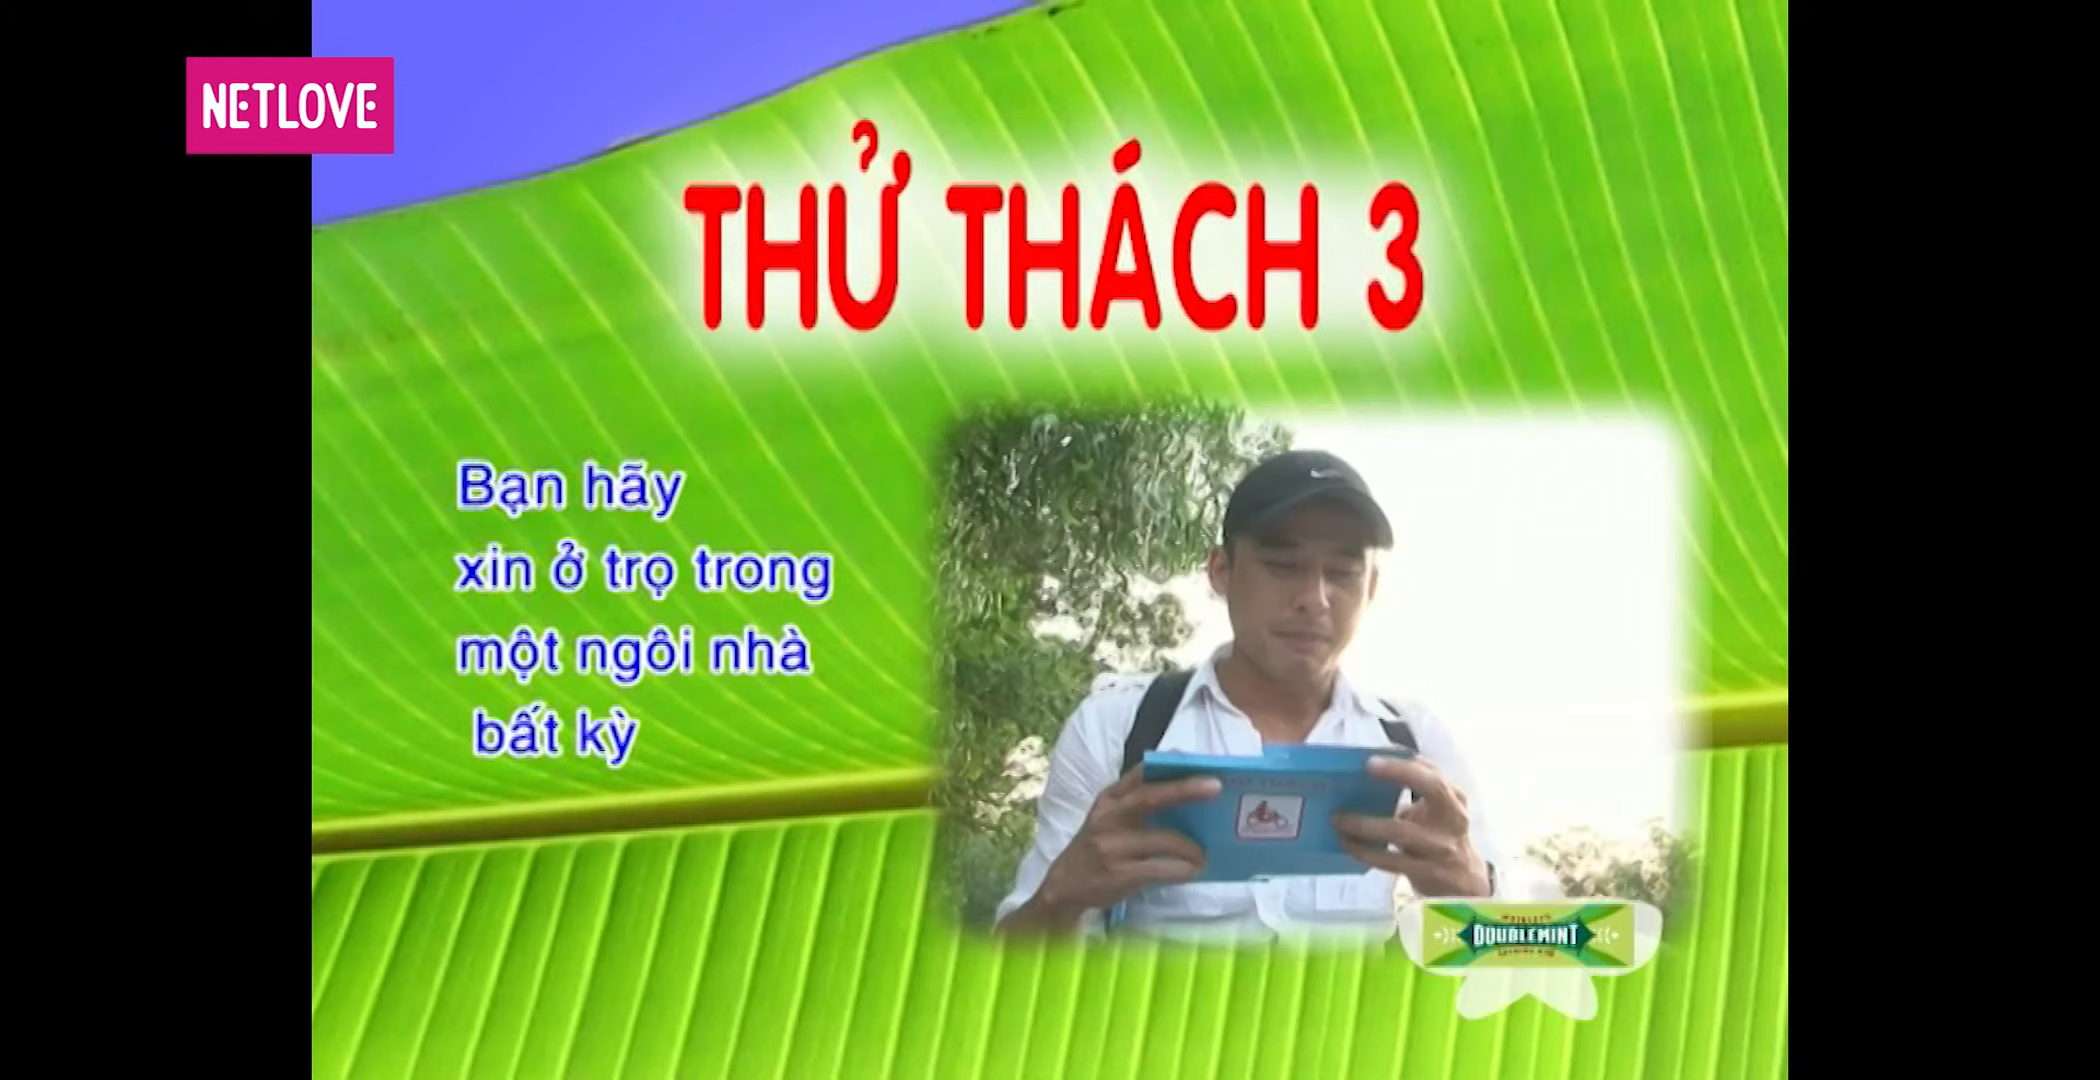 NETLOVE
THỬ THÁCH 3
Bạn hãy
xin ở trọ trong
một ngôi nhà
bất kỳ
DOUBLEMINT